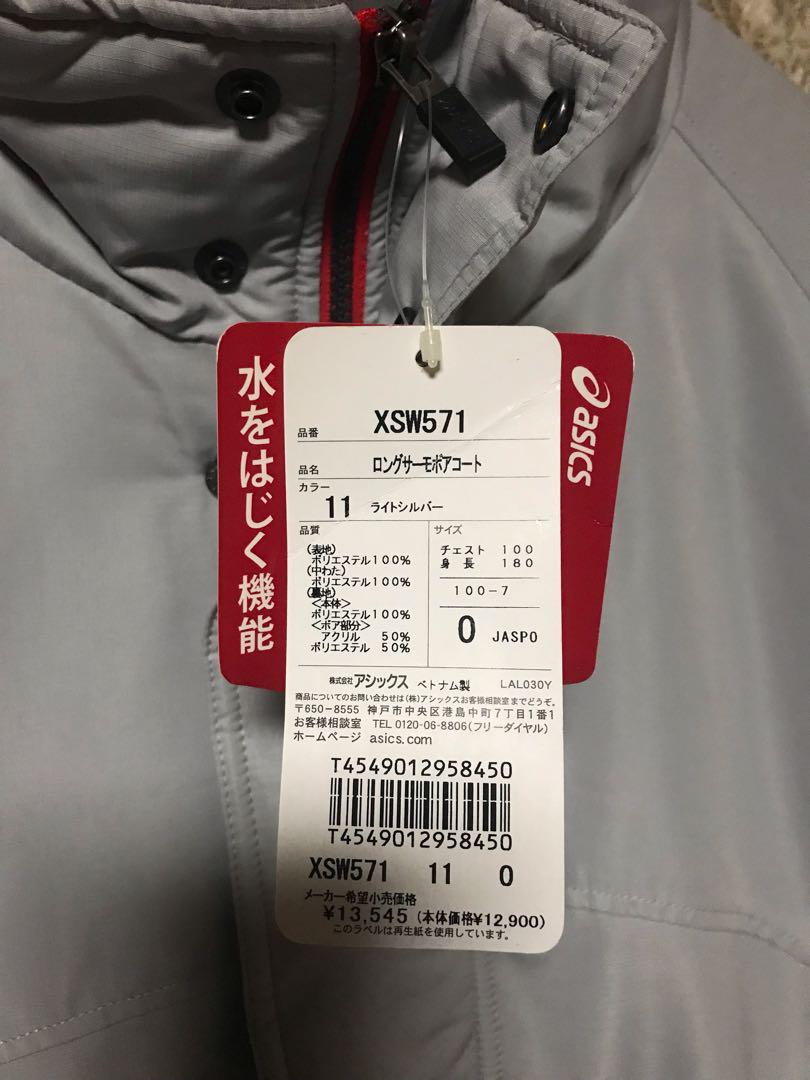 水をはじく機能
asics
品番 XSW571
品名 ロングサーモボアコート
カラー
11 ライトシルバー
品質
(表地)
ポリエステル100%
(中わた)
ポリエステル100%
(裏地)
<本体>
ポリエステル100%
<ボア部分>
アクリル 50%
ポリエステル 50%
サイズ
チェスト 100
身長 180
100-7
O JASPO
株式会社アシックス ベトナム製 LAL030Y
商品についてのお問い合わせは(株)アシックスお客様相談室までどうぞ。
〒650-8555 神戸市中央区港島中町7丁目1番1
お客様相談室 TEL 0120-06-8806(フリーダイヤル)
ホームページ asics.com
T4549012958450
T4549012958450
XSW571 11 O
メーカー希望小売価格
¥13,545 (本体価格¥12,900)
このラベルは再生紙を使用しています。